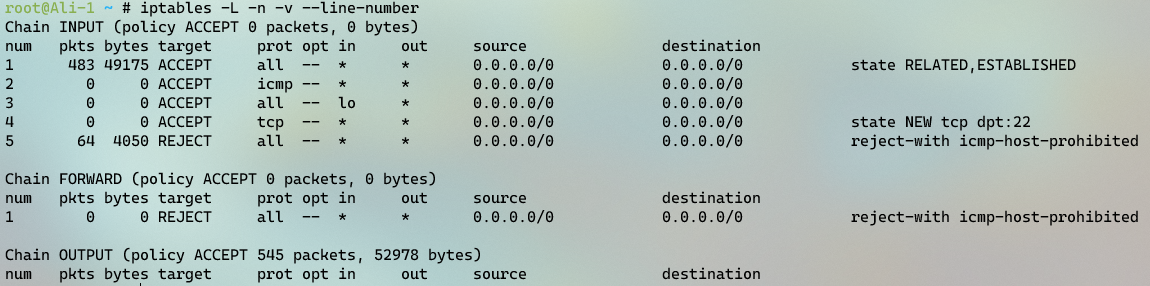 root@Ali-1 ~ # iptables -L -n -v --line-number
Chain INPUT (policy ACCEPT 0 packets, 0 bytes)
num   pkts bytes target     prot opt in     out     source               destination
1      483 49175 ACCEPT     all  --  *      *       0.0.0.0/0            0.0.0.0/0            state RELATED,ESTABLISHED
2        0     0 ACCEPT     icmp --  *      *       0.0.0.0/0            0.0.0.0/0
3        0     0 ACCEPT     all  --  lo     *       0.0.0.0/0            0.0.0.0/0
4        0     0 ACCEPT     tcp  --  *      *       0.0.0.0/0            0.0.0.0/0            state NEW tcp dpt:22
5       64  4050 REJECT     all  --  *      *       0.0.0.0/0            0.0.0.0/0            reject-with icmp-host-prohibited
Chain FORWARD (policy ACCEPT 0 packets, 0 bytes)
num   pkts bytes target     prot opt in     out     source               destination
1        0     0 REJECT     all  --  *      *       0.0.0.0/0            0.0.0.0/0            reject-with icmp-host-prohibited
Chain OUTPUT (policy ACCEPT 545 packets, 52978 bytes)
num   pkts bytes target     prot opt in     out     source               destination